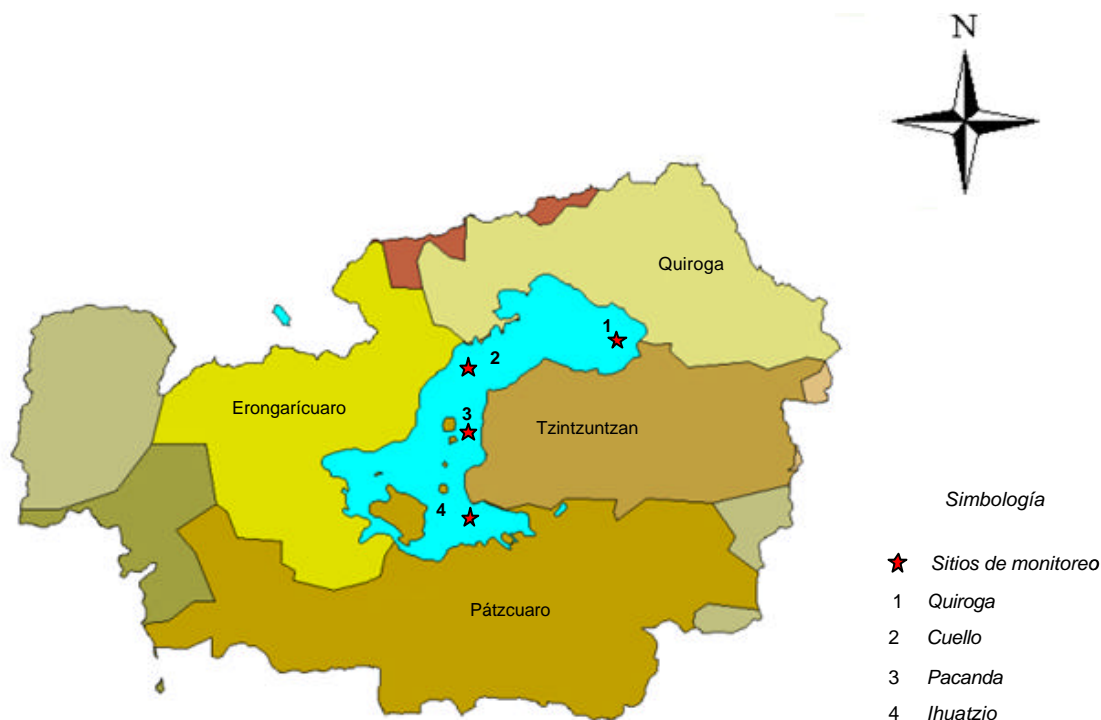 N
Quiroga
1
2
Erongarícuaro
3
Tzintzuntzan
4
Pátzcuaro
Simbología
Sitios de monitoreo
1 Quiroga
2 Cuello
3 Pacanda
4 Ihuatzio